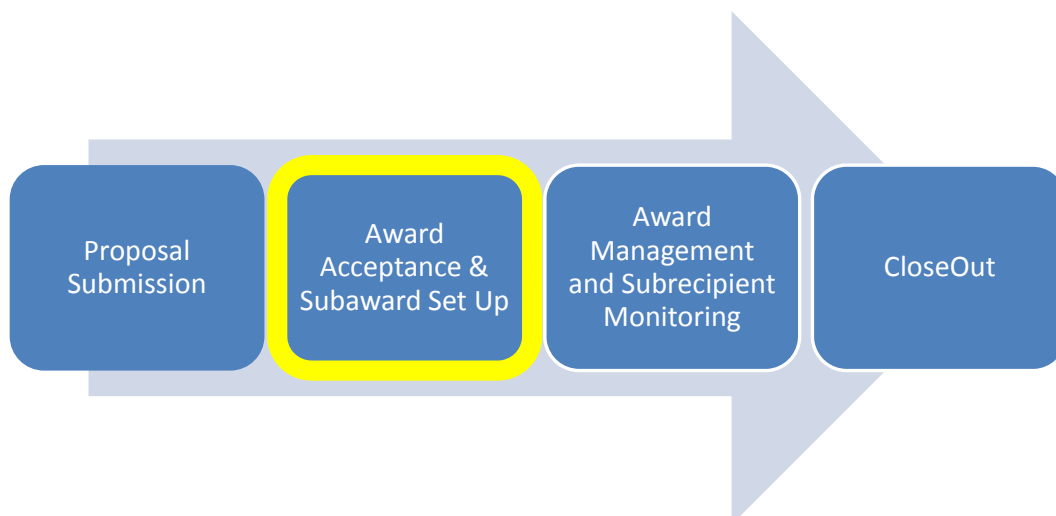 Proposal
Submission
Award
Acceptance &
Subaward Set Up
Award
Management
and Subrecipient
Monitoring
CloseOut